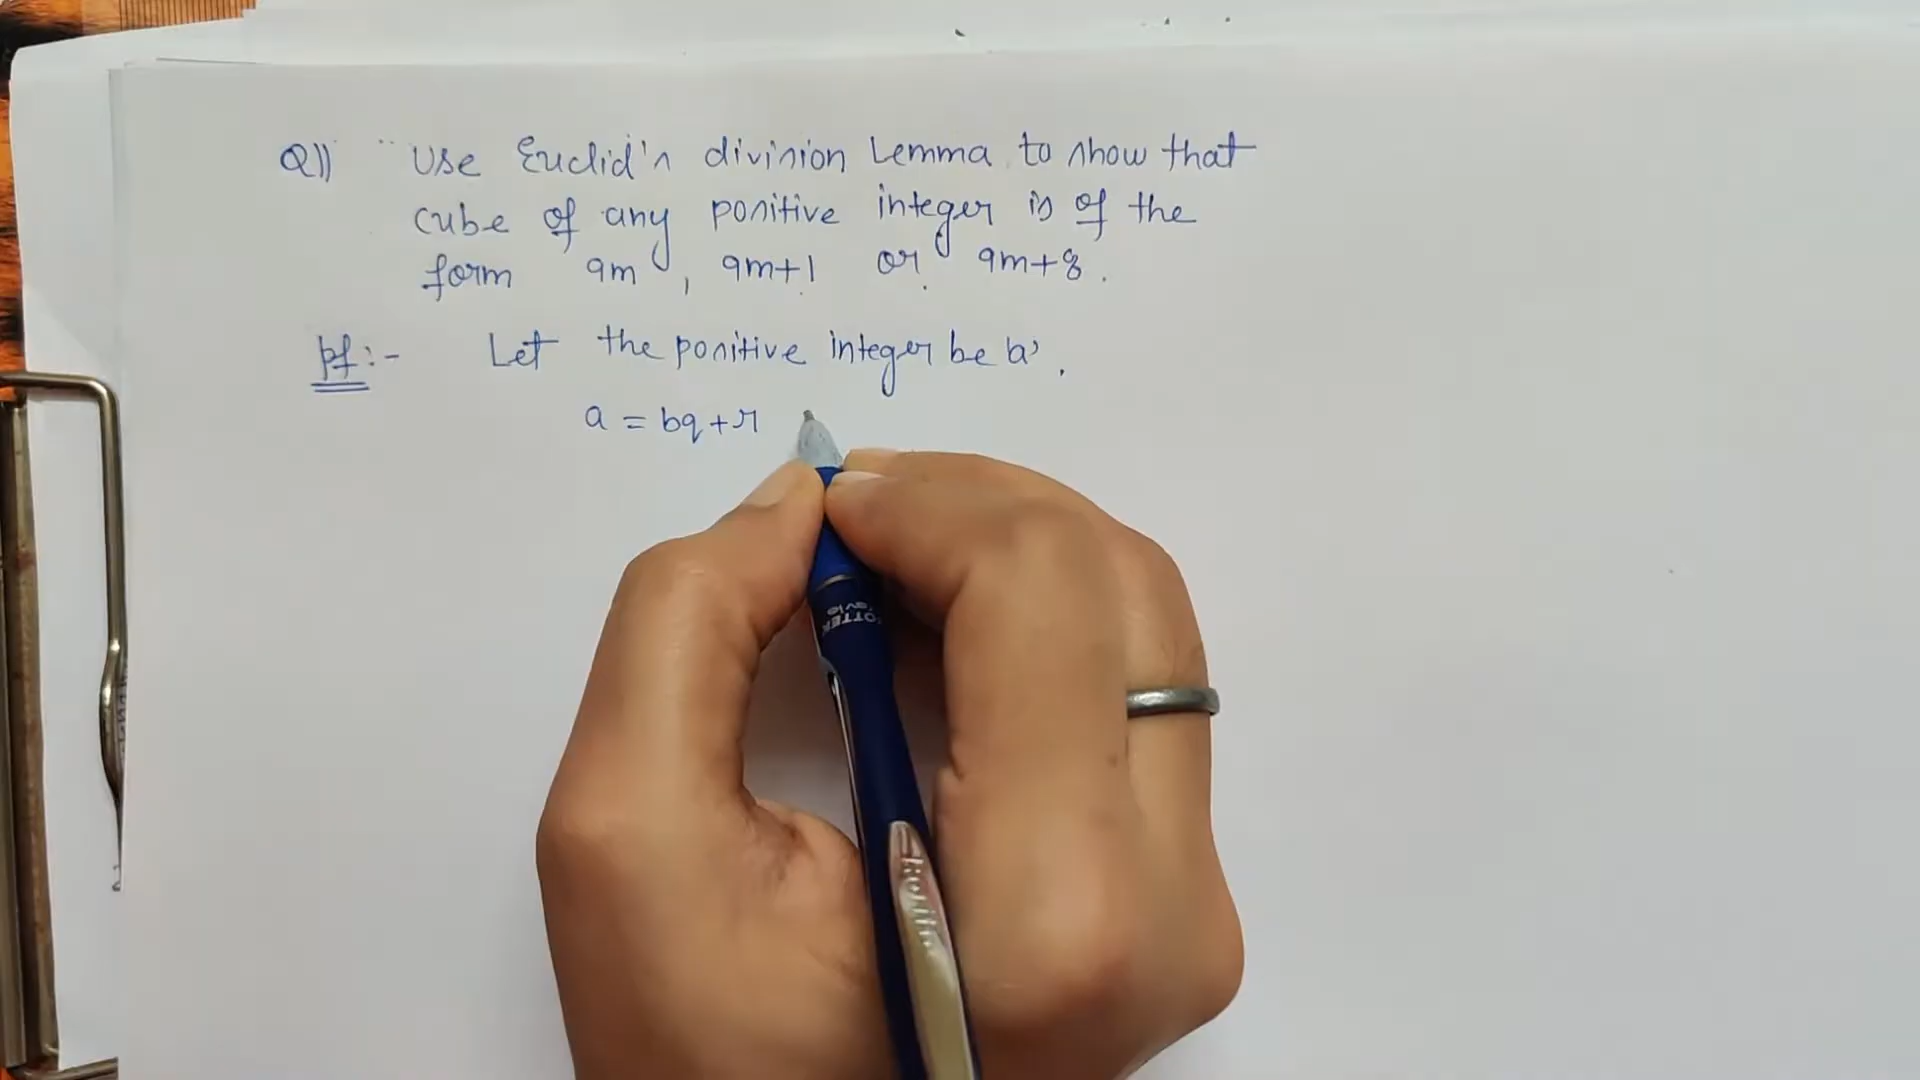 Q)) Use Euclid's division Lemma to show that
cube of any positive integer is of the
form 9m, 9m+1 or 9m+8.
Pf:- Let the positive integer be 'a'.
a = bq+r
Rorito